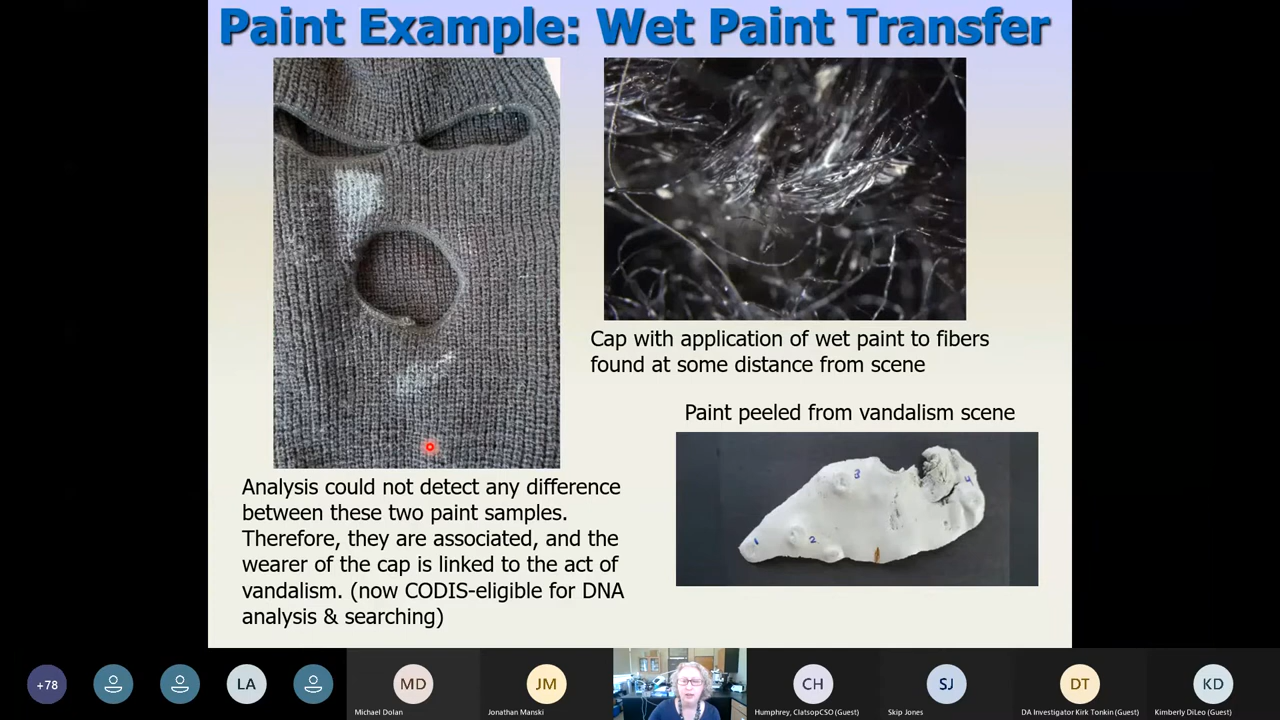 Paint Example: Wet Paint Transfer
Cap with application of wet paint to fibers
found at some distance from scene
Paint peeled from vandalism scene
3
4
1
2
Analysis could not detect any difference
between these two paint samples.
Therefore, they are associated, and the
wearer of the cap is linked to the act of
vandalism. (now CODIS-eligible for DNA
analysis & searching)
+78
LA
MD
JM
CH
SJ
DT
KD
Michael Dolan
Jonathan Manski
Humphrey, ClatsopCSO (Guest)
Skip Jones
DA Investigator Kirk Tonkin (Guest)
Kimberly DiLeo (Guest)